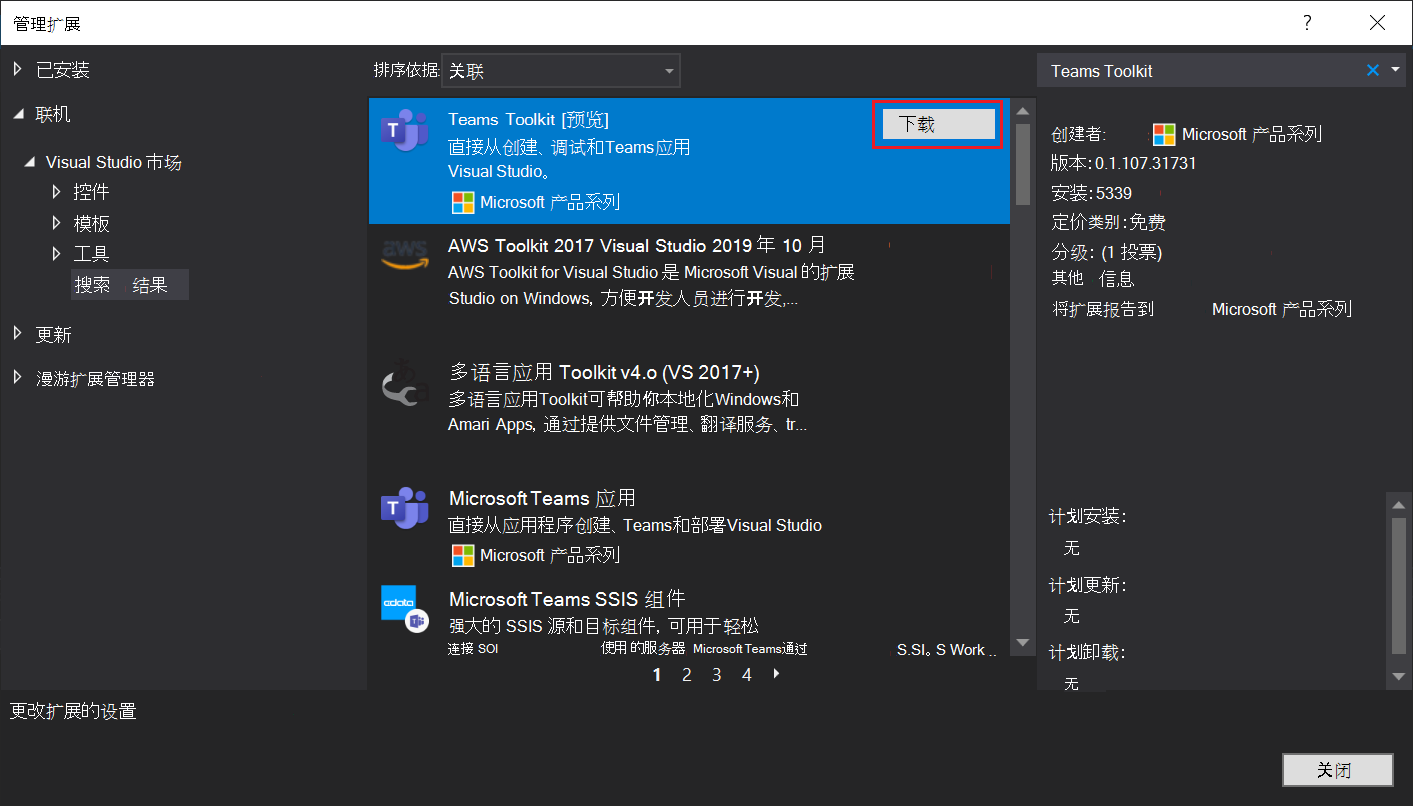 管理扩展
?
已安装
联机
Visual Studio 市场
控件
模板
工具
搜索 结果
更新
漫游扩展管理器
排序依据: 关联
Teams Toolkit [预览]
下载
直接从创建、调试和Teams应用
Visual Studio。
Microsoft 产品系列
aws
AWS Toolkit 2017 Visual Studio 2019 年 10 月
AWS Toolkit for Visual Studio 是 Microsoft Visual 的扩展
Studio on Windows, 方便开发人员进行开发,...
多语言应用 Toolkit v4.o (VS 2017+)
多语言应用Toolkit可帮助你本地化Windows和
Amari Apps, 通过提供文件管理、翻译服务、tr...
T
Microsoft Teams 应用
直接从应用程序创建、Teams和部署Visual Studio
Microsoft 产品系列
cdata
Microsoft Teams SSIS 组件
强大的 SSIS 源和目标组件, 可用于轻松
连接 SOI 使用 的服务器 Microsoft Teams通过 S.SI。S Work ..
1 2 3 4
Teams Toolkit
创建者: Microsoft 产品系列
版本:0.1.107.31731
安装:5339
定价类别:免费
分级: (1 投票)
其他 信息
将扩展报告到 Microsoft 产品系列
计划安装:
无
计划更新:
无
计划卸载:
无
更改扩展的设置
关闭